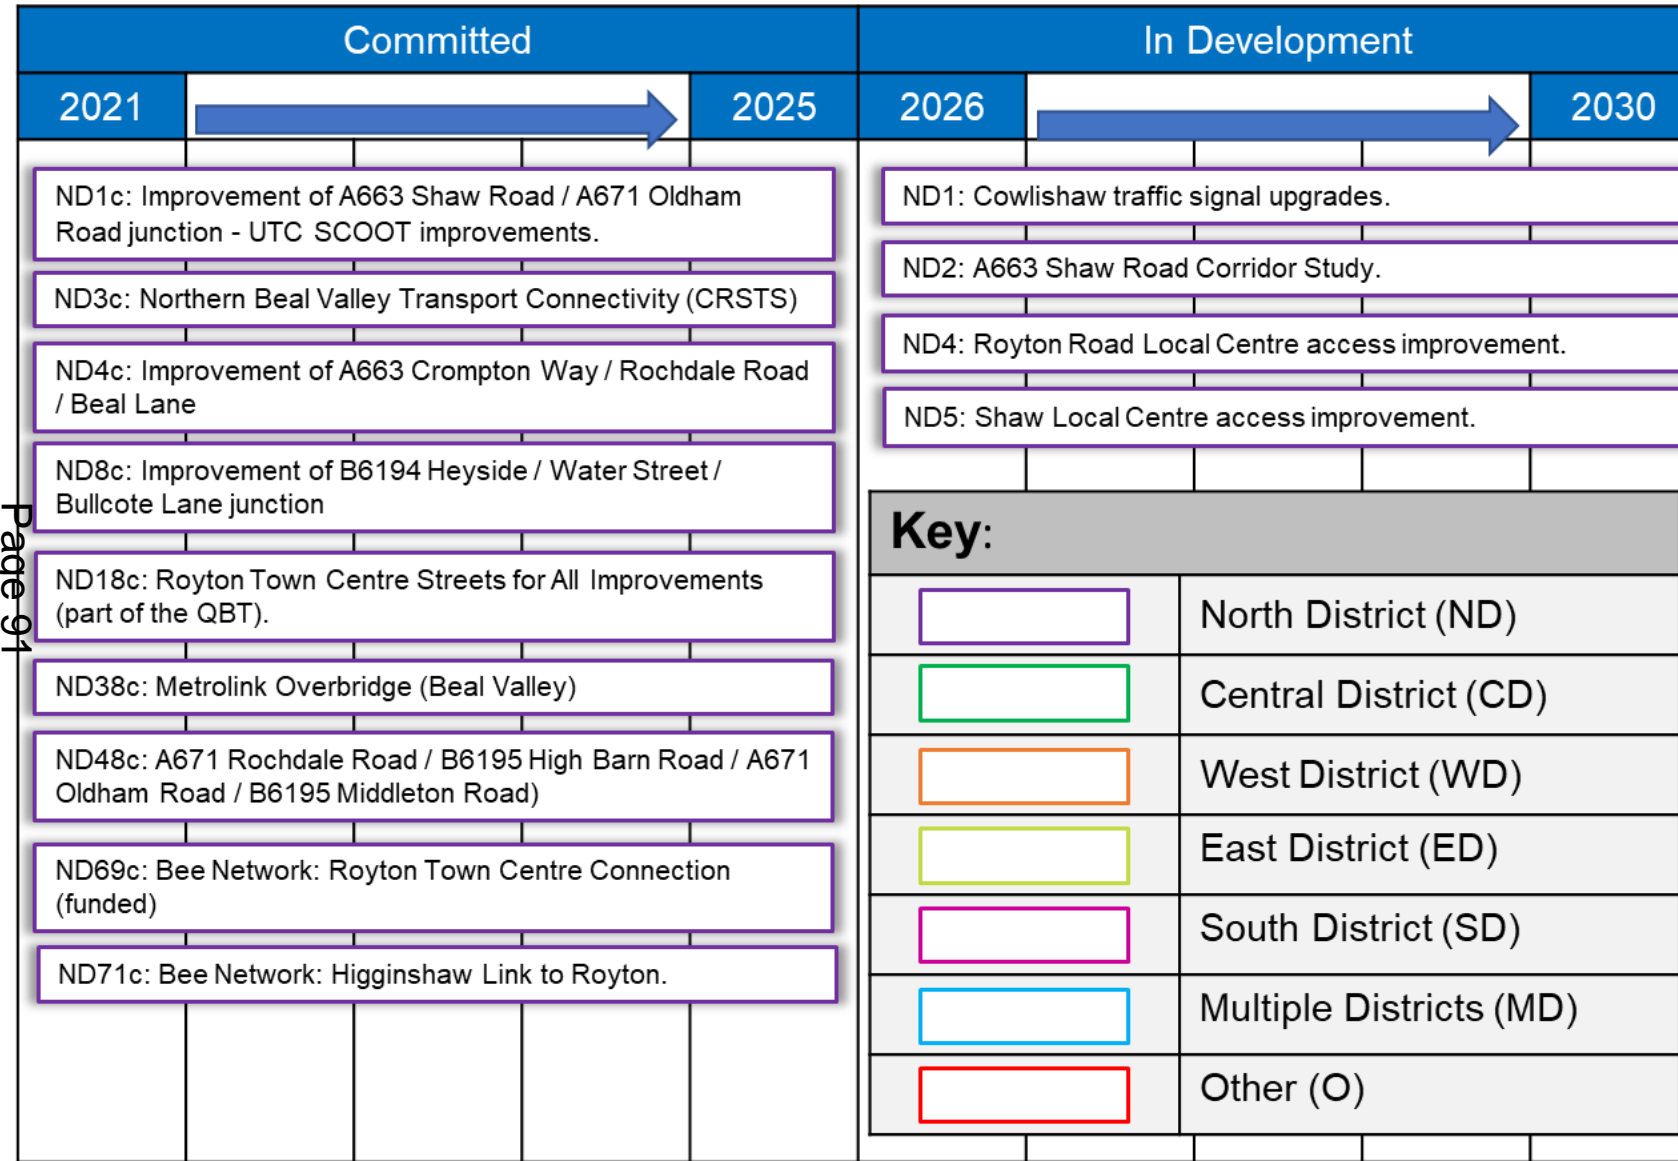 Committed
In Development
2021
2025
2026
2030
ND1c: Improvement of A663 Shaw Road / A671 Oldham
Road junction - UTC SCOOT improvements.
ND3c: Northern Beal Valley Transport Connectivity (CRSTS)
ND4c: Improvement of A663 Crompton Way / Rochdale Road
/ Beal Lane
ND8c: Improvement of B6194 Heyside / Water Street /
Bullcote Lane junction
ND18c: Royton Town Centre Streets for All Improvements
(part of the QBT).
ND38c: Metrolink Overbridge (Beal Valley)
ND48c: A671 Rochdale Road / B6195 High Barn Road / A671
Oldham Road / B6195 Middleton Road)
ND69c: Bee Network: Royton Town Centre Connection
(funded)
ND71c: Bee Network: Higginshaw Link to Royton.
ND1: Cowlishaw traffic signal upgrades.
ND2: A663 Shaw Road Corridor Study.
ND4: Royton Road Local Centre access improvement.
ND5: Shaw Local Centre access improvement.
Key:
North District (ND)
Central District (CD)
West District (WD)
East District (ED)
South District (SD)
Multiple Districts (MD)
Other (O)
Page 91